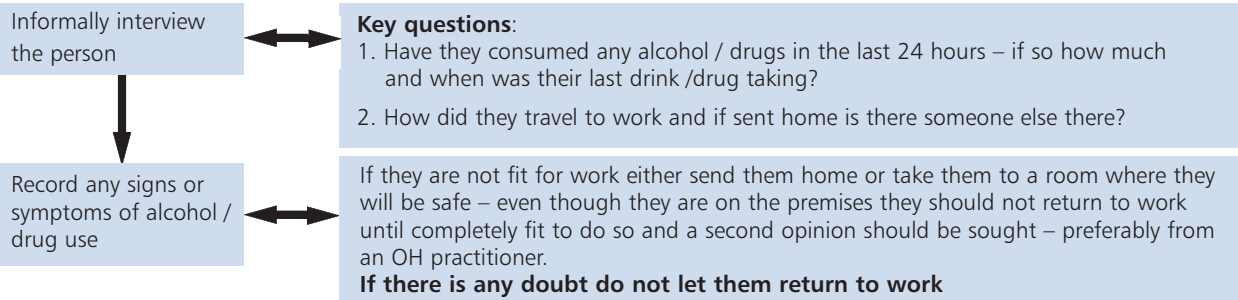 Informally interview
the person
Key questions:
1. Have they consumed any alcohol / drugs in the last 24 hours – if so how much
and when was their last drink /drug taking?
2. How did they travel to work and if sent home is there someone else there?
Record any signs or
symptoms of alcohol /
drug use
If they are not fit for work either send them home or take them to a room where they
will be safe – even though they are on the premises they should not return to work
until completely fit to do so and a second opinion should be sought – preferably from
an OH practitioner.
If there is any doubt do not let them return to work